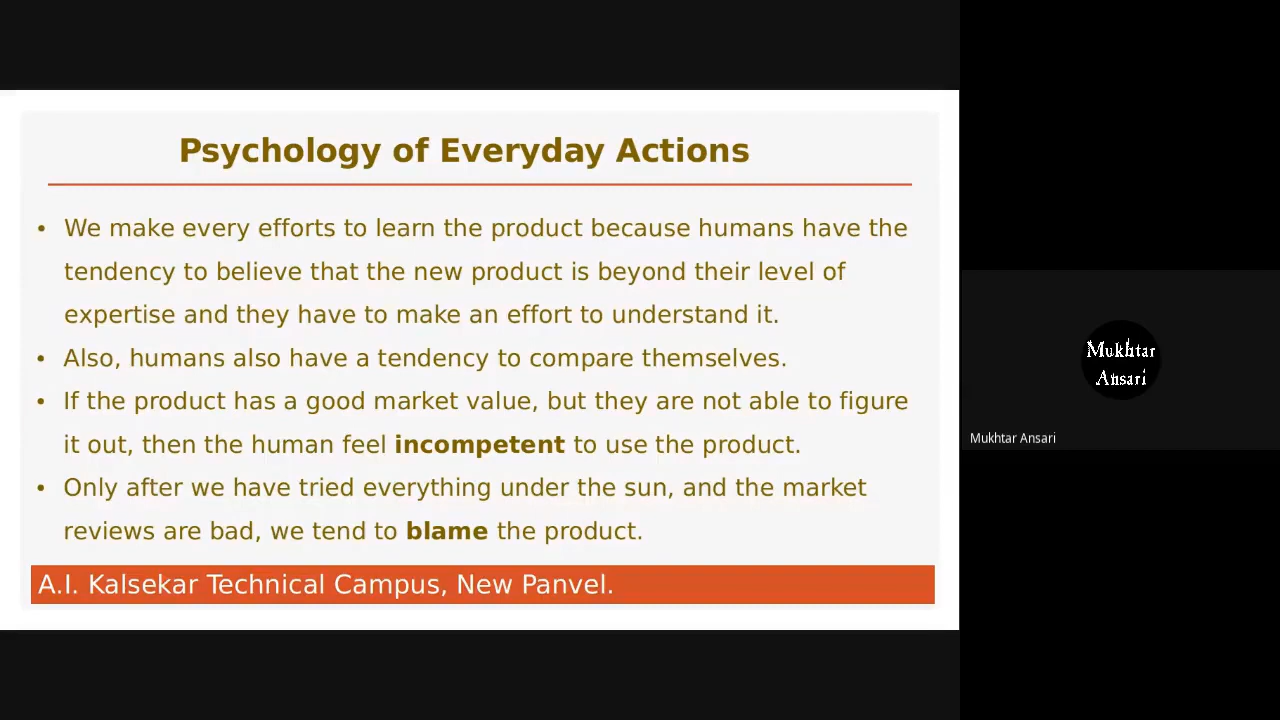 Psychology of Everyday Actions
• We make every efforts to learn the product because humans have the
tendency to believe that the new product is beyond their level of
expertise and they have to make an effort to understand it.
• Also, humans also have a tendency to compare themselves.
• If the product has a good market value, but they are not able to figure
it out, then the human feel incompetent to use the product.
• Only after we have tried everything under the sun, and the market
reviews are bad, we tend to blame the product.
A.I. Kalsekar Technical Campus, New Panvel.
Mukhtar
Ansari
Mukhtar Ansari